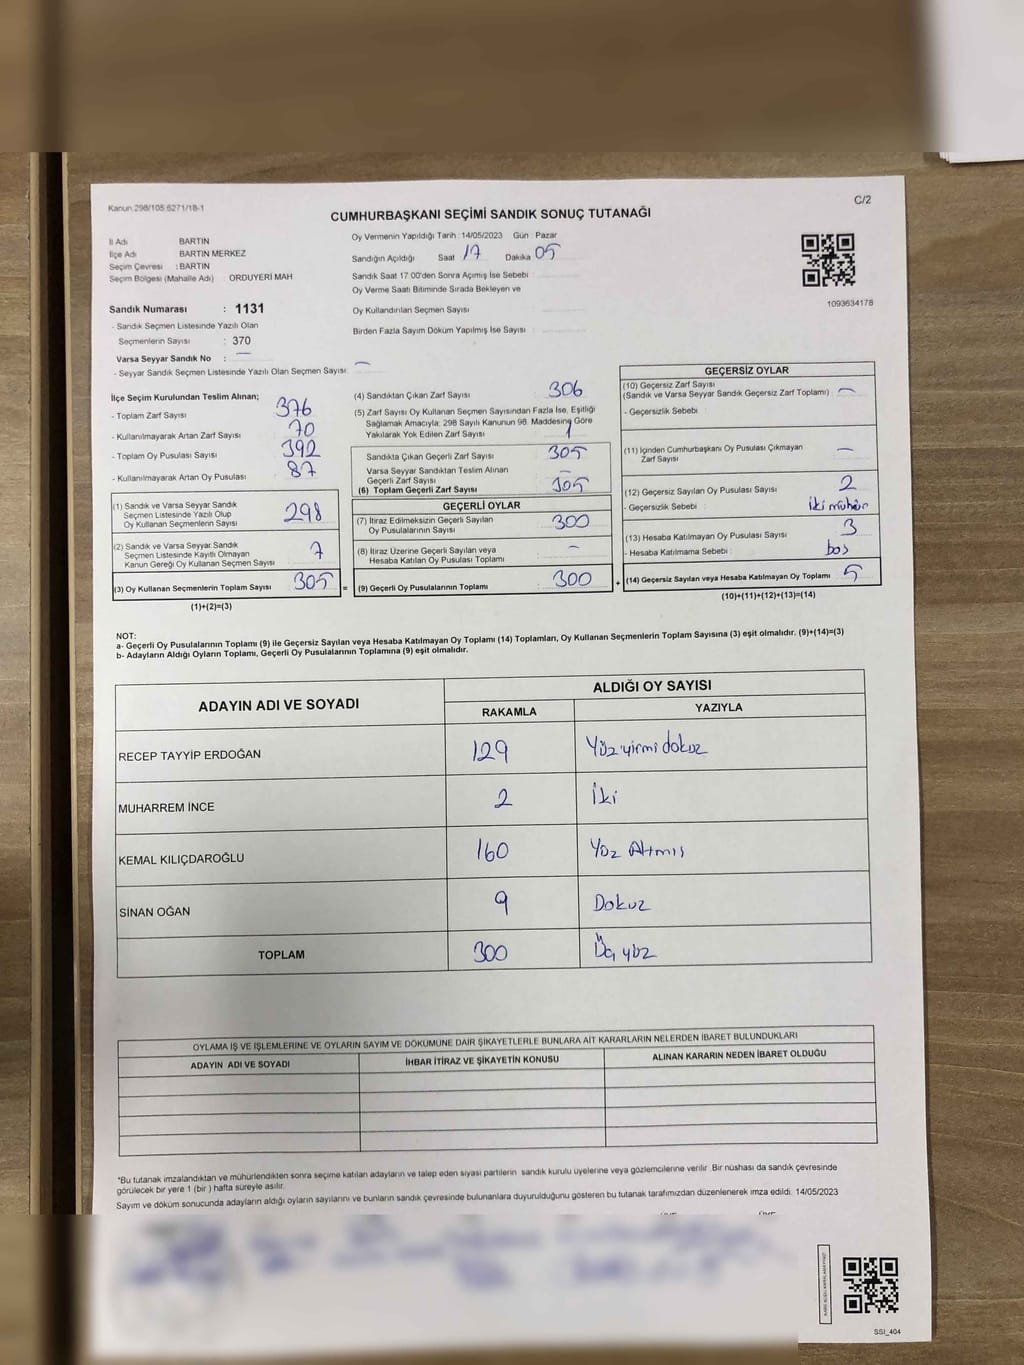 Kanun 298/105 6271/18-1
C/2
CUMHURBAŞKANI SEÇİMİ SANDIK SONUÇ TUTANAĞI
İl Adı BARTIN
İlçe Adı BARTIN MERKEZ
Seçim Çevresi : BARTIN
Seçim Bölgesi (Mahalle Adı) : ORDUYERİ MAH
Oy Vermenin Yapıldığı Tarih : 14/05/2023 Gün : Pazar
Sandığın Açıldığı Saat 17 Dakika 05
Sandık Saat 17:00'den Sonra Açımış İse Sebebi :
Oy Verme Saati Bitiminde Sırada Bekleyen ve
Oy Kullandırılan Seçmen Sayısı :
Birden Fazla Sayım Döküm Yapılmış İse Sayısı :
1093634178
Sandık Numarası : 1131
- Sandık Seçmen Listesinde Yazılı Olan
Seçmenlerin Sayısı : 370
Varsa Seyyar Sandık No : —
- Seyyar Sandık Seçmen Listesinde Yazılı Olan Seçmen Sayısı: —
İlçe Seçim Kurulundan Teslim Alınan;
- Toplam Zarf Sayısı 376
- Kullanılmayarak Artan Zarf Sayısı 70
- Toplam Oy Pusulası Sayısı 392
- Kullanılmayarak Artan Oy Pusulası 87
(1) Sandık ve Varsa Seyyar Sandık
Seçmen Listesinde Yazılı Olup
Oy Kullanan Seçmenlerin Sayısı 298
(2) Sandık ve Varsa Seyyar Sandık
Seçmen Listesinde Kayıtlı Olmayan
Kanun Gereği Oy Kullanan Seçmen Sayısı 7
(3) Oy Kullanan Seçmenlerin Toplam Sayısı 305 =
(1)+(2)=(3)
(4) Sandıktan Çıkan Zarf Sayısı 306
(5) Zarf Sayısı Oy Kullanan Seçmen Sayısından Fazla İse, Eşitliği
Sağlamak Amacıyla; 298 Sayılı Kanunun 98. Maddesine Göre
Yakılarak Yok Edilen Zarf Sayısı 1
Sandıkta Çıkan Geçerli Zarf Sayısı : 305
Varsa Seyyar Sandıktan Teslim Alınan
Geçerli Zarf Sayısı : —
(6) Toplam Geçerli Zarf Sayısı : 305
GEÇERLİ OYLAR
(7) İtiraz Edilmeksizin Geçerli Sayılan
Oy Pusulalarının Sayısı : 300
(8) İtiraz Üzerine Geçerli Sayılan veya
Hesaba Katılan Oy Pusulası Toplamı : —
(9) Geçerli Oy Pusulalarının Toplamı : 300 +
GEÇERSİZ OYLAR
(10) Geçersiz Zarf Sayısı
(Sandık ve Varsa Seyyar Sandık Geçersiz Zarf Toplamı) : —
- Geçersizlik Sebebi :
(11) İçinden Cumhurbaşkanı Oy Pusulası Çıkmayan
Zarf Sayısı —
(12) Geçersiz Sayılan Oy Pusulası Sayısı : 2
- Geçersizlik Sebebi : iki mühür
(13) Hesaba Katılmayan Oy Pusulası Sayısı : 3
- Hesaba Katılmama Sebebi : boş
(14) Geçersiz Sayılan veya Hesaba Katılmayan Oy Toplamı : 5
(10)+(11)+(12)+(13)=(14)
NOT:
a- Geçerli Oy Pusulalarının Toplamı (9) ile Geçersiz Sayılan veya Hesaba Katılmayan Oy Toplamı (14) Toplamları, Oy Kullanan Seçmenlerin Toplam Sayısına (3) eşit olmalıdır. (9)+(14)=(3)
b- Adayların Aldığı Oyların Toplamı, Geçerli Oy Pusulalarının Toplamına (9) eşit olmalıdır.
ADAYIN ADI VE SOYADI
ALDIĞI OY SAYISI
RAKAMLA YAZIYLA
RECEP TAYYİP ERDOĞAN 129 Yüz yirmi dokuz
MUHARREM İNCE 2 İki
KEMAL KILIÇDAROĞLU 160 Yüz Altmış
SİNAN OĞAN 9 Dokuz
TOPLAM 300 Üç yüz
OYLAMA İŞ VE İŞLEMLERİNE VE OYLARIN SAYIM VE DÖKÜMÜNE DAİR ŞİKAYETLERLE BUNLARA AİT KARARLARIN NELERDEN İBARET BULUNDUKLARI
ADAYIN ADI VE SOYADI İHBAR İTİRAZ VE ŞİKAYETİN KONUSU ALINAN KARARIN NEDEN İBARET OLDUĞU
*Bu tutanak imzalandıktan ve mühürlendikten sonra seçime katılan adayların ve talep eden siyasi partilerin sandık kurulu üyelerine veya gözlemcilerine verilir. Bir nüshası da sandık çevresinde
görülecek bir yere 1 (bir) hafta süreyle asılır.
Sayım ve döküm sonucunda adayların aldığı oyların sayılarını ve bunların sandık çevresinde bulunanlara duyurulduğunu gösteren bu tutanak tarafımızdan düzenlenerek imza edildi. 14/05/2023
SSI_404